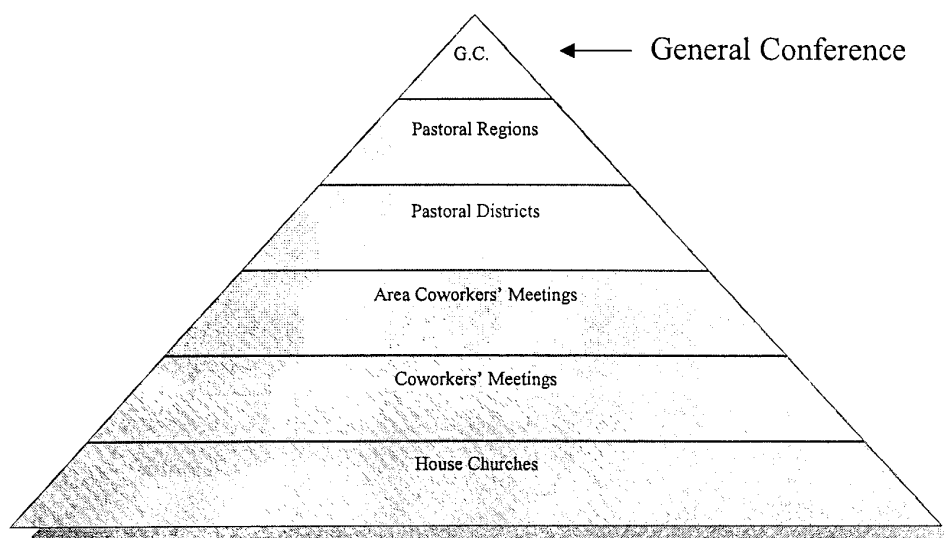 G.C.
General Conference
Pastoral Regions
Pastoral Districts
Area Coworkers' Meetings
Coworkers' Meetings
House Churches